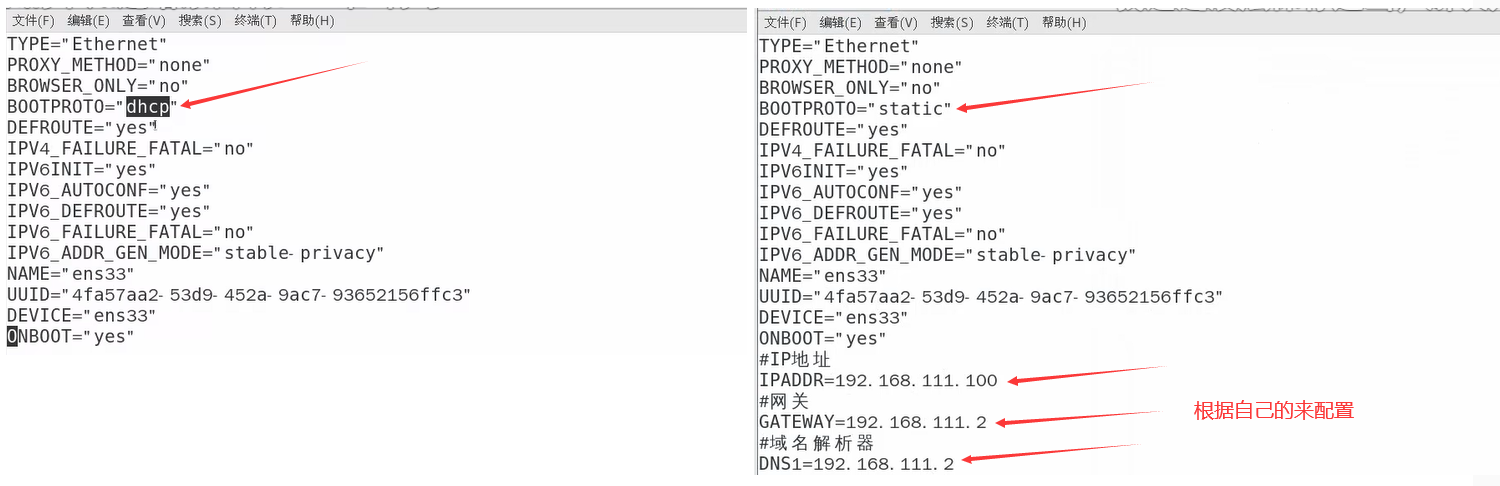 文件(F) 编辑(E) 查看(V) 搜索(S) 终端(T) 帮助(H)
TYPE="Ethernet"
PROXY_METHOD="none"
BROWSER_ONLY="no"
BOOTPROTO="dhcp"
DEFROUTE="yes"
IPV4_FAILURE_FATAL="no"
IPV6INIT="yes"
IPV6_AUTOCONF="yes"
IPV6_DEFROUTE="yes"
IPV6_FAILURE_FATAL="no"
IPV6_ADDR_GEN_MODE="stable-privacy"
NAME="ens33"
UUID="4fa57aa2-53d9-452a-9ac7-93652156ffc3"
DEVICE="ens33"
ONBOOT="yes"
文件(F) 编辑(E) 查看(V) 搜索(S) 终端(T) 帮助(H)
TYPE="Ethernet"
PROXY_METHOD="none"
BROWSER_ONLY="no"
BOOTPROTO="static"
DEFROUTE="yes"
IPV4_FAILURE_FATAL="no"
IPV6INIT="yes"
IPV6_AUTOCONF="yes"
IPV6_DEFROUTE="yes"
IPV6_FAILURE_FATAL="no"
IPV6_ADDR_GEN_MODE="stable-privacy"
NAME="ens33"
UUID="4fa57aa2-53d9-452a-9ac7-93652156ffc3"
DEVICE="ens33"
ONBOOT="yes"
#IP地址
IPADDR=192.168.111.100
#网关
GATEWAY=192.168.111.2
#域名解析器
DNS1=192.168.111.2
根据自己的来配置